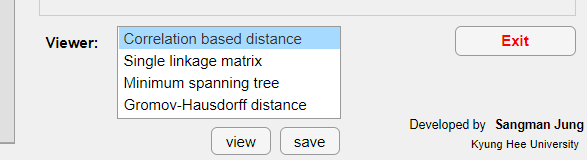 Viewer:
Correlation based distance
Single linkage matrix
Minimum spanning tree
Gromov-Hausdorff distance
Exit
view save
Developed by Sangman Jung
Kyung Hee University